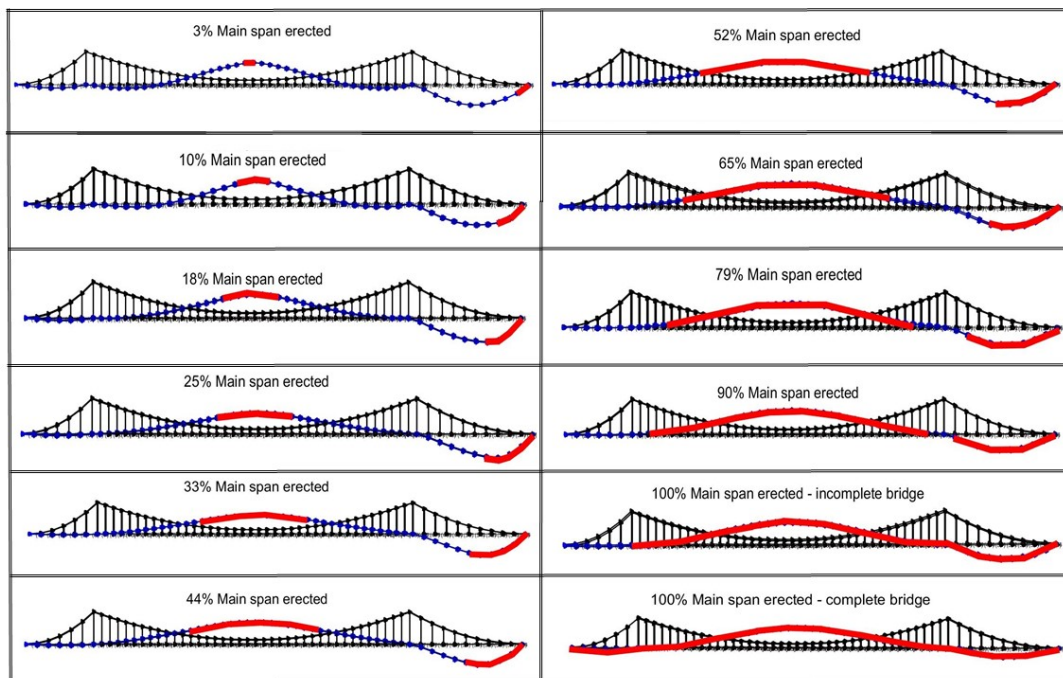 3% Main span erected
10% Main span erected
18% Main span erected
25% Main span erected
33% Main span erected
44% Main span erected
52% Main span erected
65% Main span erected
79% Main span erected
90% Main span erected
100% Main span erected - incomplete bridge
100% Main span erected - complete bridge